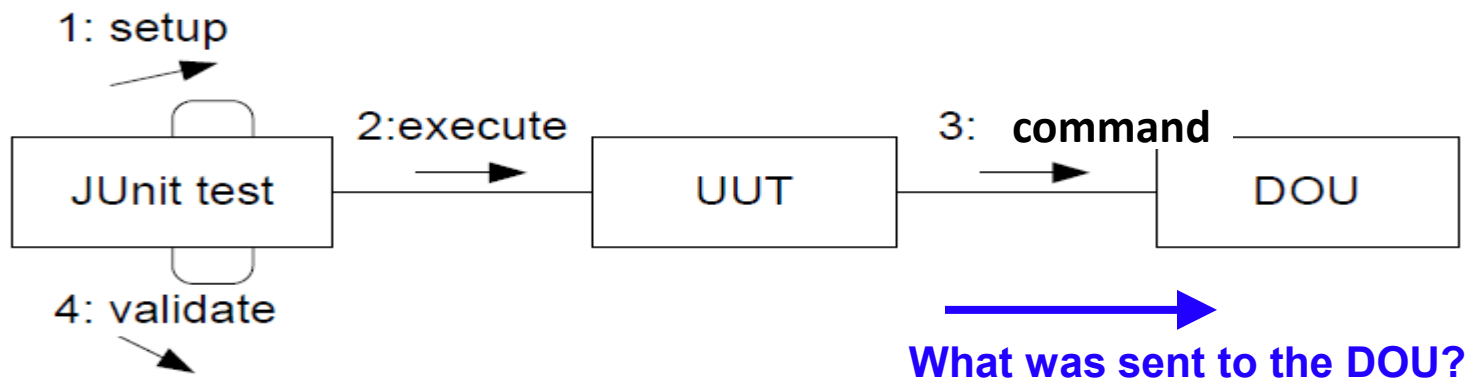 1: setup
2:execute
3: command
JUnit test
UUT
DOU
4: validate
What was sent to the DOU?